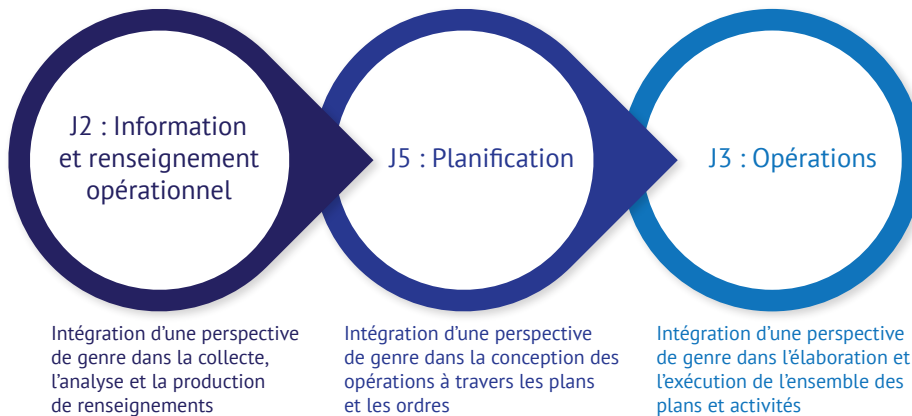 J2 : Information
et renseignement
opérationnel
J5 : Planification
J3 : Opérations
Intégration d’une perspective
de genre dans la collecte,
l’analyse et la production
de renseignements
Intégration d’une perspective
de genre dans la conception des
opérations à travers les plans
et les ordres
Intégration d’une perspective
de genre dans l’élaboration et
l’exécution de l’ensemble des
plans et activités